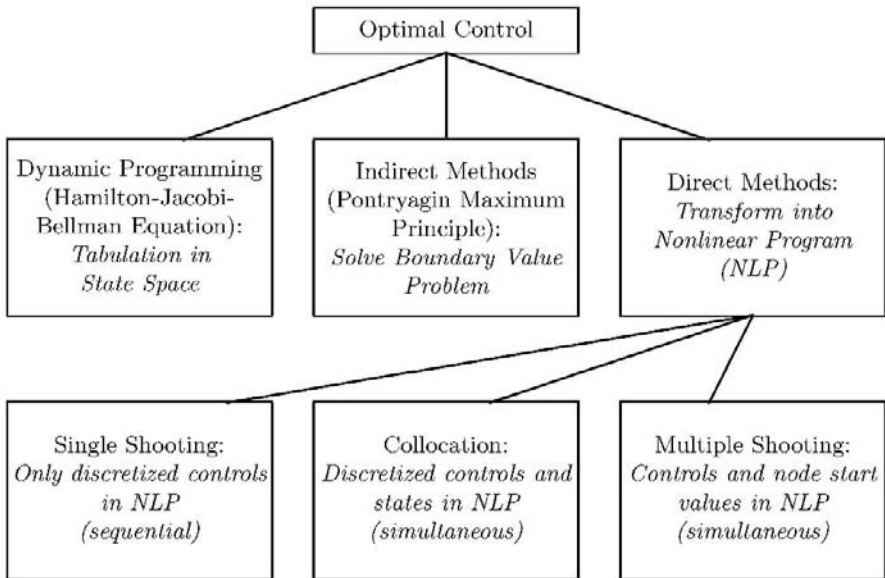 Optimal Control
Dynamic Programming
(Hamilton-Jacobi-
Bellman Equation):
Tabulation in
State Space
Indirect Methods
(Pontryagin Maximum
Principle):
Solve Boundary Value
Problem
Direct Methods:
Transform into
Nonlinear Program
(NLP)
Single Shooting:
Only discretized controls
in NLP
(sequential)
Collocation:
Discretized controls and
states in NLP
(simultaneous)
Multiple Shooting:
Controls and node start
values in NLP
(simultaneous)